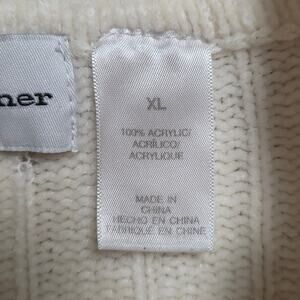 ner
XL
100% ACRYLIC/
ACRÍLICO/
ACRYLIQUE
MADE IN
CHINA
HECHO EN CHINA
FABRIQUÉ EN CHINE